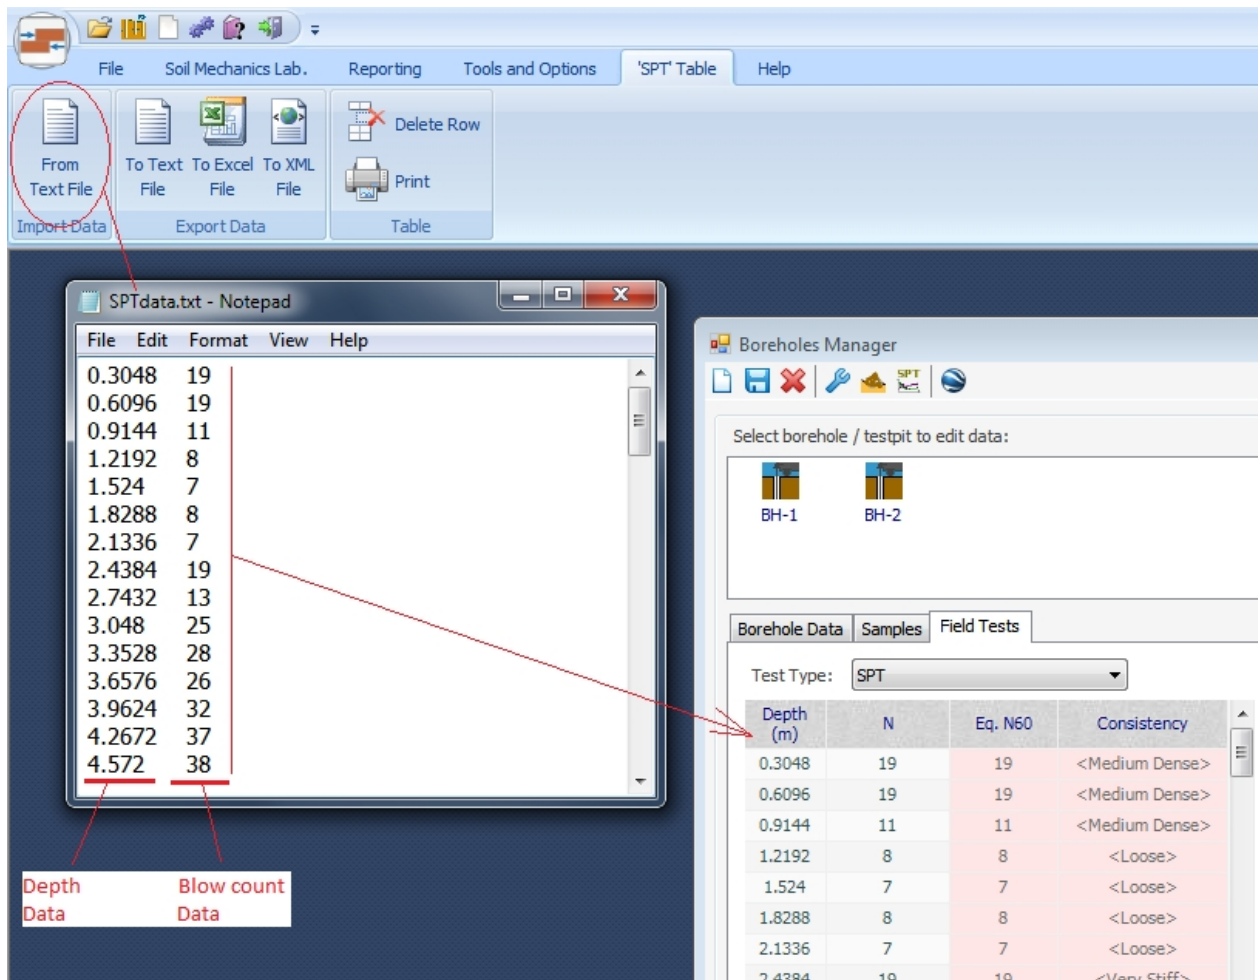 File Soil Mechanics Lab. Reporting Tools and Options 'SPT' Table Help
From
Text File
To Text
File
To Excel
File
To XML
File
Delete Row
Print
Import Data Export Data Table
SPTdata.txt - Notepad
File Edit Format View Help
0.3048 19
0.6096 19
0.9144 11
1.2192 8
1.524 7
1.8288 8
2.1336 7
2.4384 19
2.7432 13
3.048 25
3.3528 28
3.6576 26
3.9624 32
4.2672 37
4.572 38
Depth
Data
Blow count
Data
Boreholes Manager
SPT
Select borehole / testpit to edit data:
BH-1 BH-2
Borehole Data Samples Field Tests
Test Type: SPT
Depth
(m)
N Eq. N60 Consistency
0.3048 19 19 <Medium Dense>
0.6096 19 19 <Medium Dense>
0.9144 11 11 <Medium Dense>
1.2192 8 8 <Loose>
1.524 7 7 <Loose>
1.8288 8 8 <Loose>
2.1336 7 7 <Loose>
2.4384 19 19 <Very Stiff>